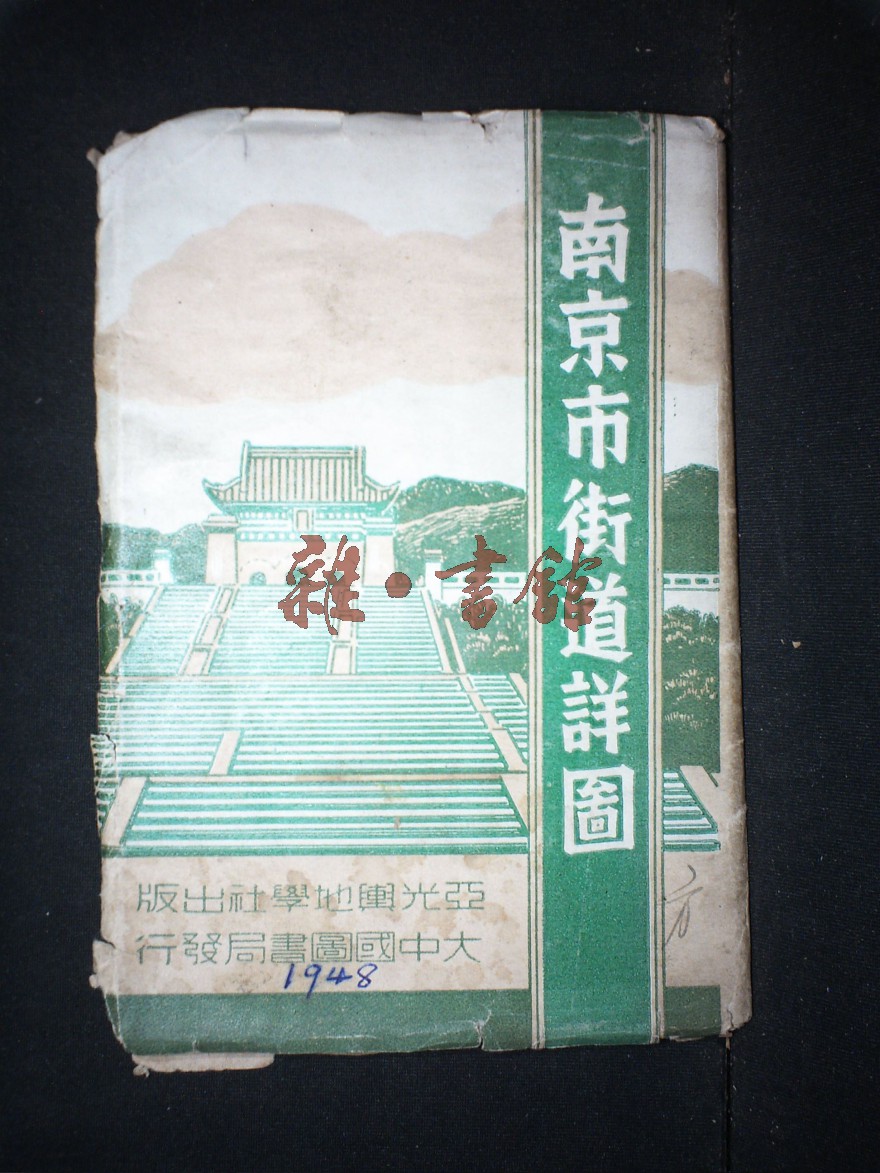 南京市街道詳圖
亞光輿地學社出版
大中國圖書局發行
1948
雜·書館